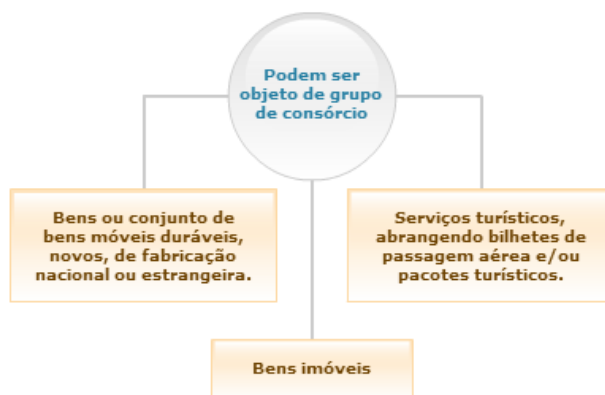 Podem ser
objeto de grupo
de consórcio
Bens ou conjunto de
bens móveis duráveis,
novos, de fabricação
nacional ou estrangeira.
Serviços turísticos,
abrangendo bilhetes de
passagem aérea e/ou
pacotes turísticos.
Bens imóveis